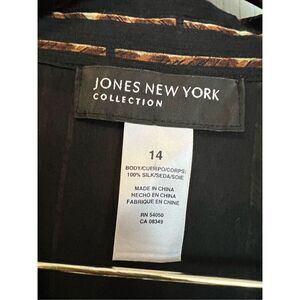 JONES NEW YORK
COLLECTION
14
BODY/CUERPO/CORPS:
100% SILK/SEDA/SOIE
MADE IN CHINA
HECHO EN CHINA
FABRIQUE EN CHINE
RN 54050
CA 08349